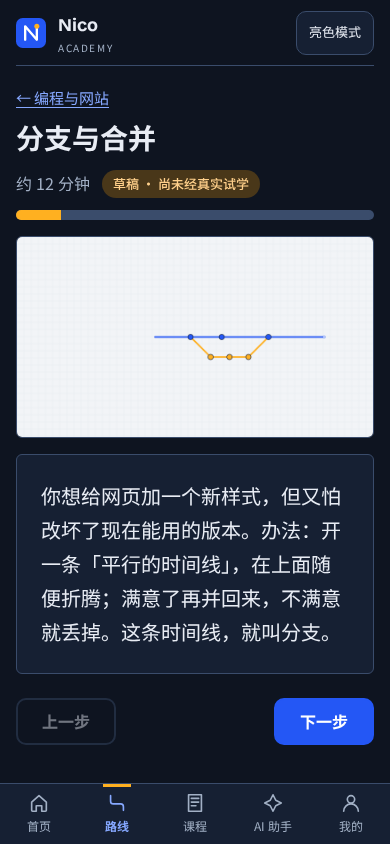 Nico
ACADEMY
亮色模式
← 编程与网站
分支与合并
约 12 分钟
草稿 · 尚未经真实试学
你想给网页加一个新样式，但又怕
改坏了现在能用的版本。办法：开
一条「平行的时间线」，在上面随
便折腾；满意了再并回来，不满意
就丢掉。这条时间线，就叫分支。
上一步
下一步
首页
路线
课程
AI 助手
我的